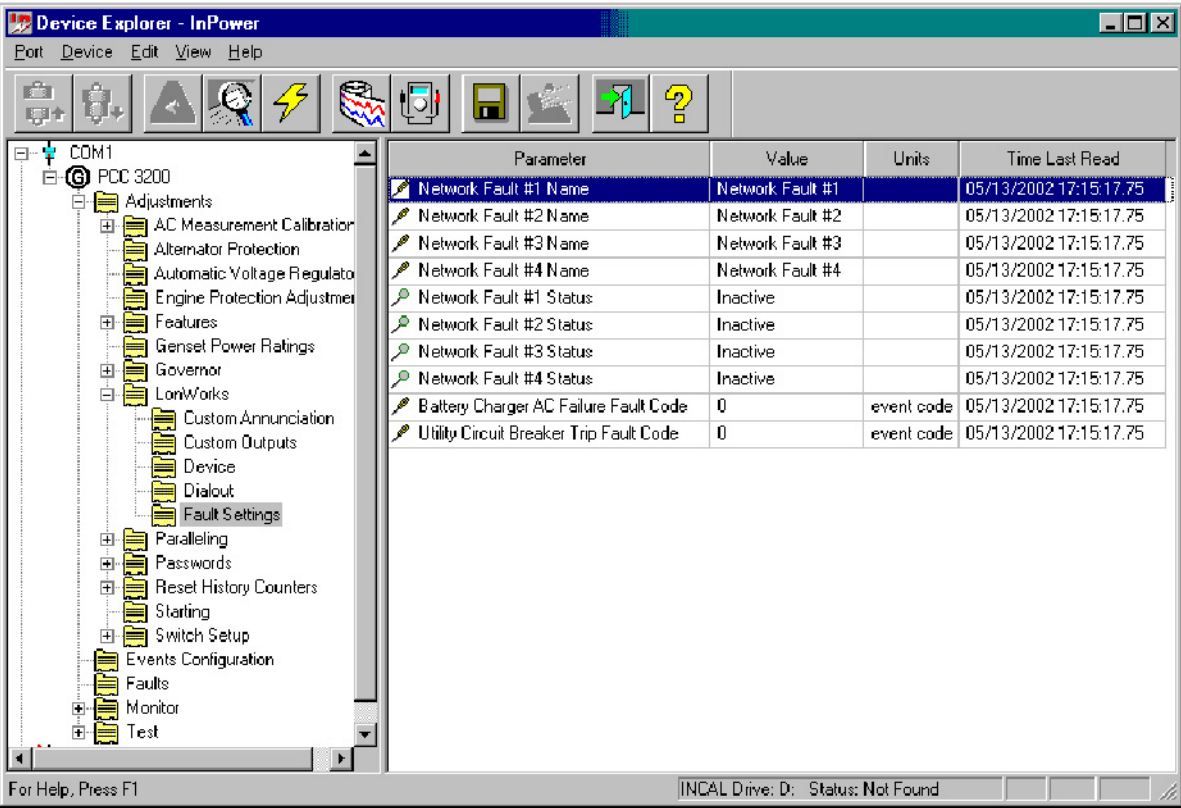 Device Explorer - InPower
Port Device Edit View Help
COM1
PCC 3200
Adjustments
AC Measurement Calibration
Alternator Protection
Automatic Voltage Regulato
Engine Protection Adjustmer
Features
Genset Power Ratings
Governor
LonWorks
Custom Annunciation
Custom Outputs
Device
Dialout
Fault Settings
Paralleling
Passwords
Reset History Counters
Starting
Switch Setup
Events Configuration
Faults
Monitor
Test
Parameter Value Units Time Last Read
Network Fault #1 Name Network Fault #1 05/13/2002 17:15:17.75
Network Fault #2 Name Network Fault #2 05/13/2002 17:15:17.75
Network Fault #3 Name Network Fault #3 05/13/2002 17:15:17.75
Network Fault #4 Name Network Fault #4 05/13/2002 17:15:17.75
Network Fault #1 Status Inactive 05/13/2002 17:15:17.75
Network Fault #2 Status Inactive 05/13/2002 17:15:17.75
Network Fault #3 Status Inactive 05/13/2002 17:15:17.75
Network Fault #4 Status Inactive 05/13/2002 17:15:17.75
Battery Charger AC Failure Fault Code 0 event code 05/13/2002 17:15:17.75
Utility Circuit Breaker Trip Fault Code 0 event code 05/13/2002 17:15:17.75
For Help, Press F1
INCAL Drive: D: Status: Not Found